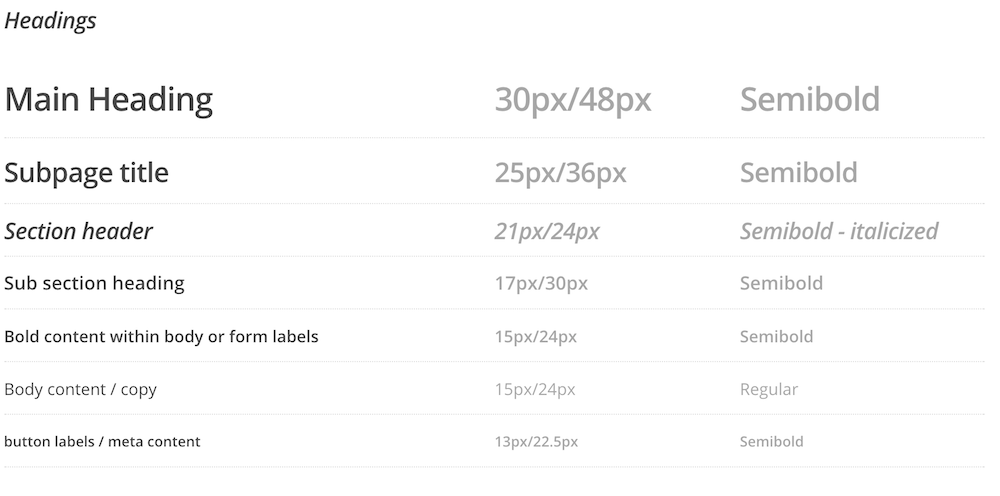 Headings
Main Heading 30px/48px Semibold
Subpage title 25px/36px Semibold
Section header 21px/24px Semibold - italicized
Sub section heading 17px/30px Semibold
Bold content within body or form labels 15px/24px Semibold
Body content / copy 15px/24px Regular
button labels / meta content 13px/22.5px Semibold